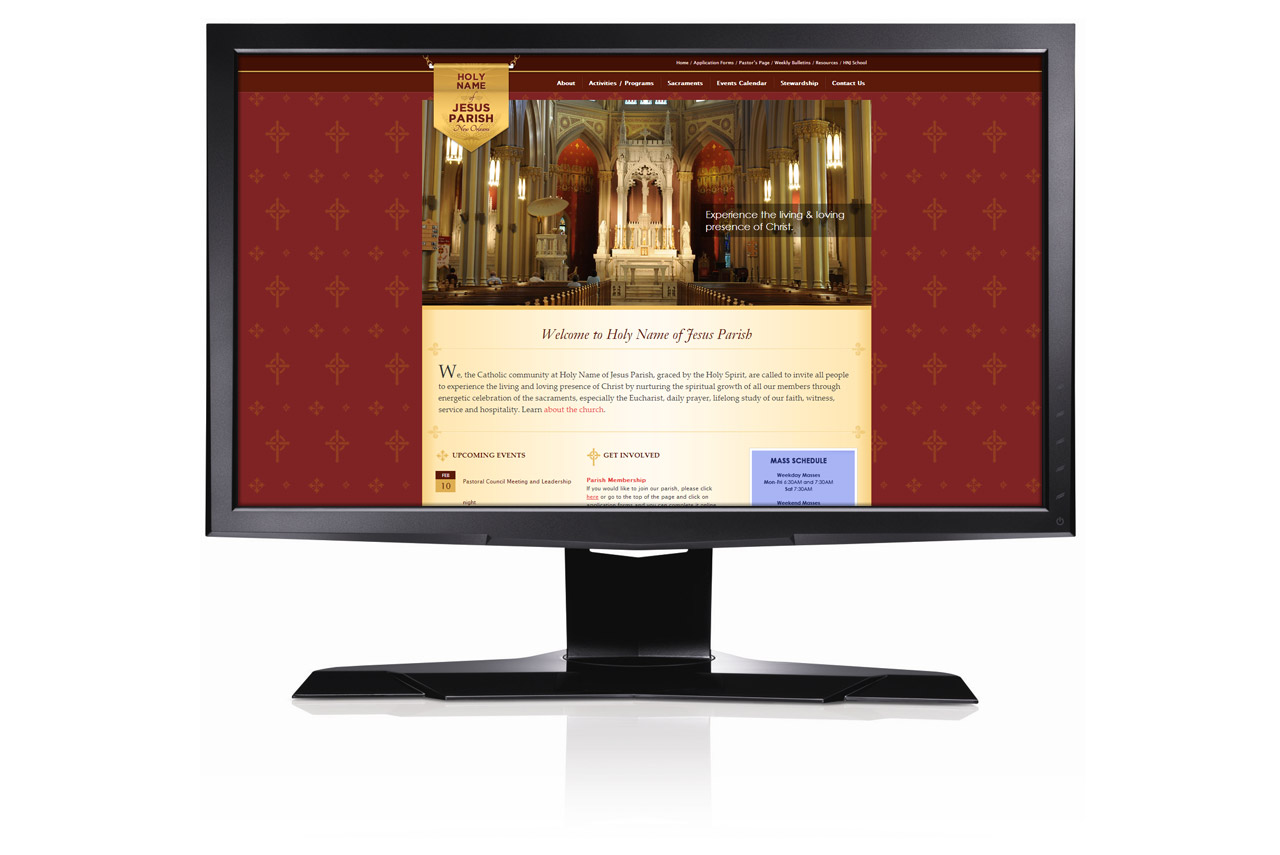 Home / Application Forms / Pastor's Page / Weekly Bulletins / Resources / HNJ School
HOLY
NAME
of
JESUS
PARISH
New Orleans
About Activities / Programs Sacraments Events Calendar Stewardship Contact Us
Experience the living & loving
presence of Christ.
Welcome to Holy Name of Jesus Parish
We, the Catholic community at Holy Name of Jesus Parish, graced by the Holy Spirit, are called to invite all people
to experience the living and loving presence of Christ by nurturing the spiritual growth of all our members through
energetic celebration of the sacraments, especially the Eucharist, daily prayer, lifelong study of our faith, witness,
service and hospitality. Learn about the church.
UPCOMING EVENTS
FEB
10
Pastoral Council Meeting and Leadership
night
GET INVOLVED
Parish Membership
If you would like to join our parish, please click
here or go to the top of the page and click on
application forms and you can complete it online
MASS SCHEDULE
Weekday Masses
Mon-Fri 6:30AM and 7:30AM
Sat 7:30AM
Weekend Masses